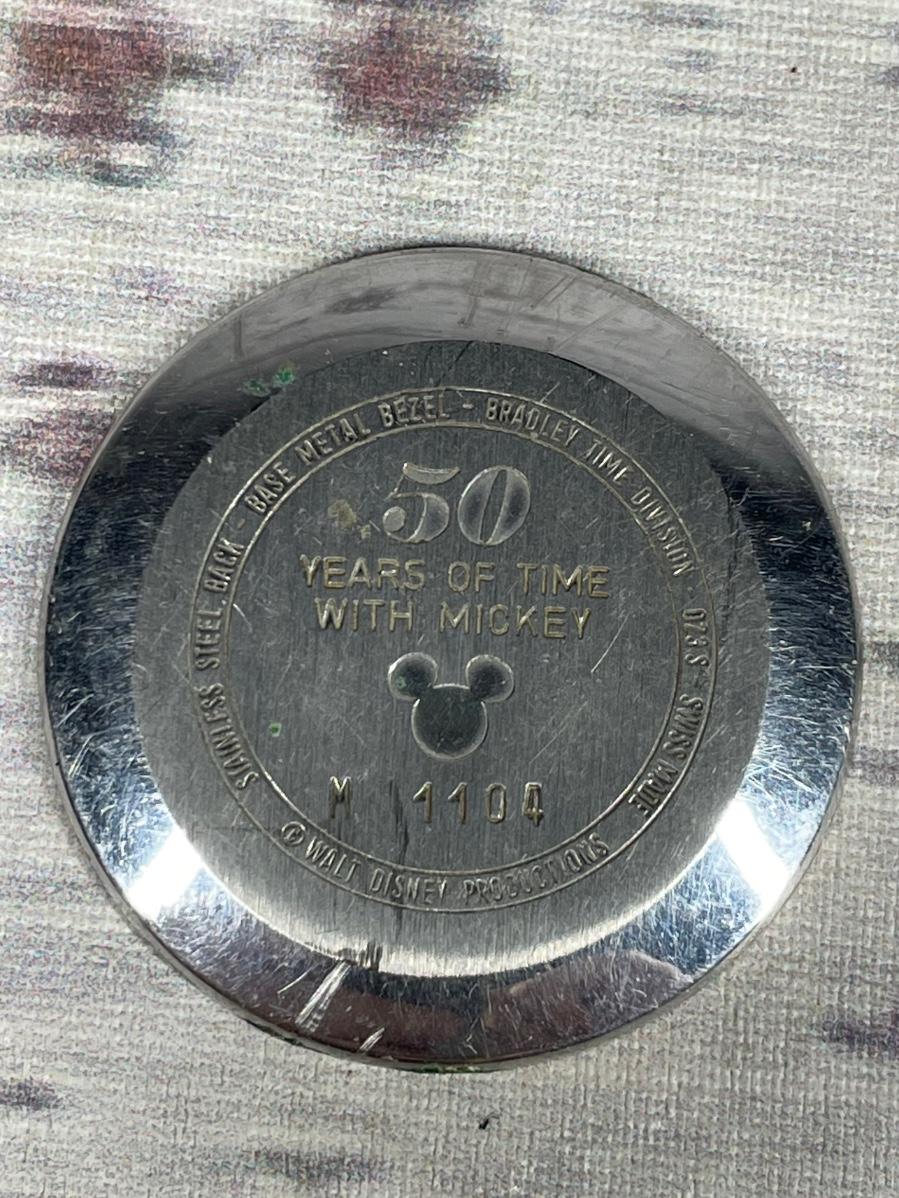 STAINLESS STEEL BACK - BASE METAL BEZEL - BRADLEY TIME DIVISION - SWISS MADE
50
YEARS OF TIME
WITH MICKEY
M 1104
© WALT DISNEY PRODUCTIONS